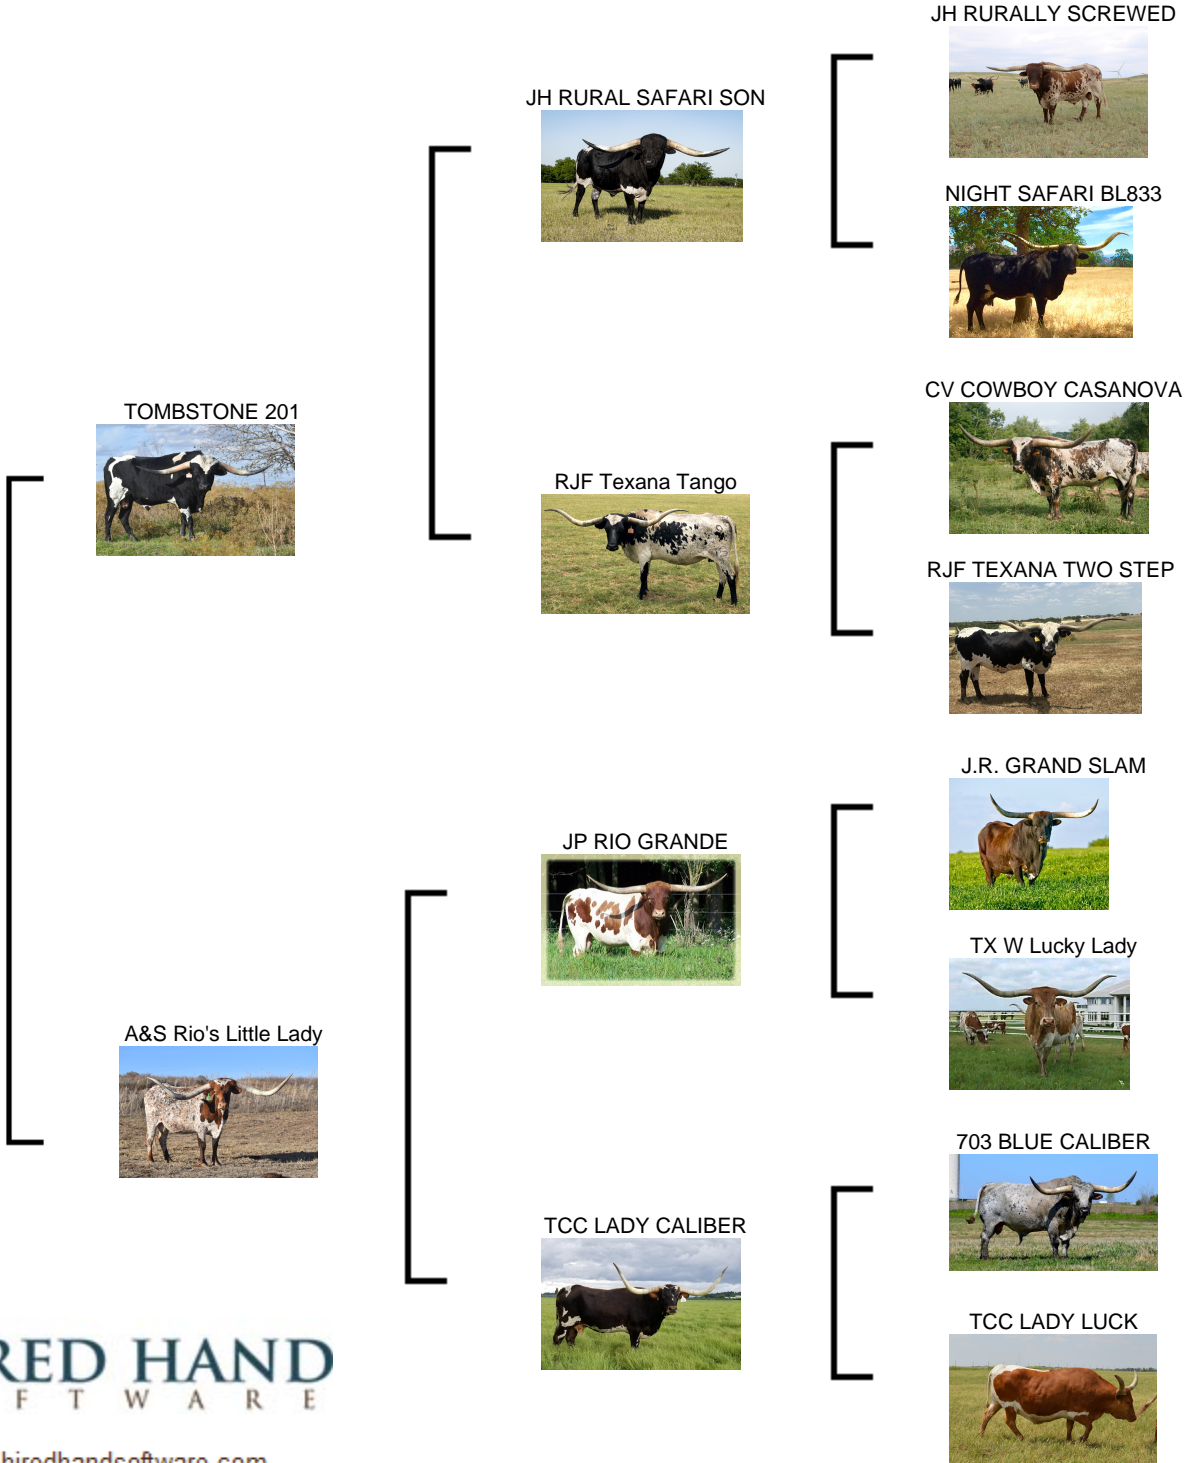 JH RURALLY SCREWED
JH RURAL SAFARI SON
NIGHT SAFARI BL833
TOMBSTONE 201
CV COWBOY CASANOVA
RJF Texana Tango
RJF TEXANA TWO STEP
J.R. GRAND SLAM
JP RIO GRANDE
TX W Lucky Lady
A&S Rio's Little Lady
703 BLUE CALIBER
TCC LADY CALIBER
TCC LADY LUCK
RED HAND
F T W A R E
hiredhandsoftware.com